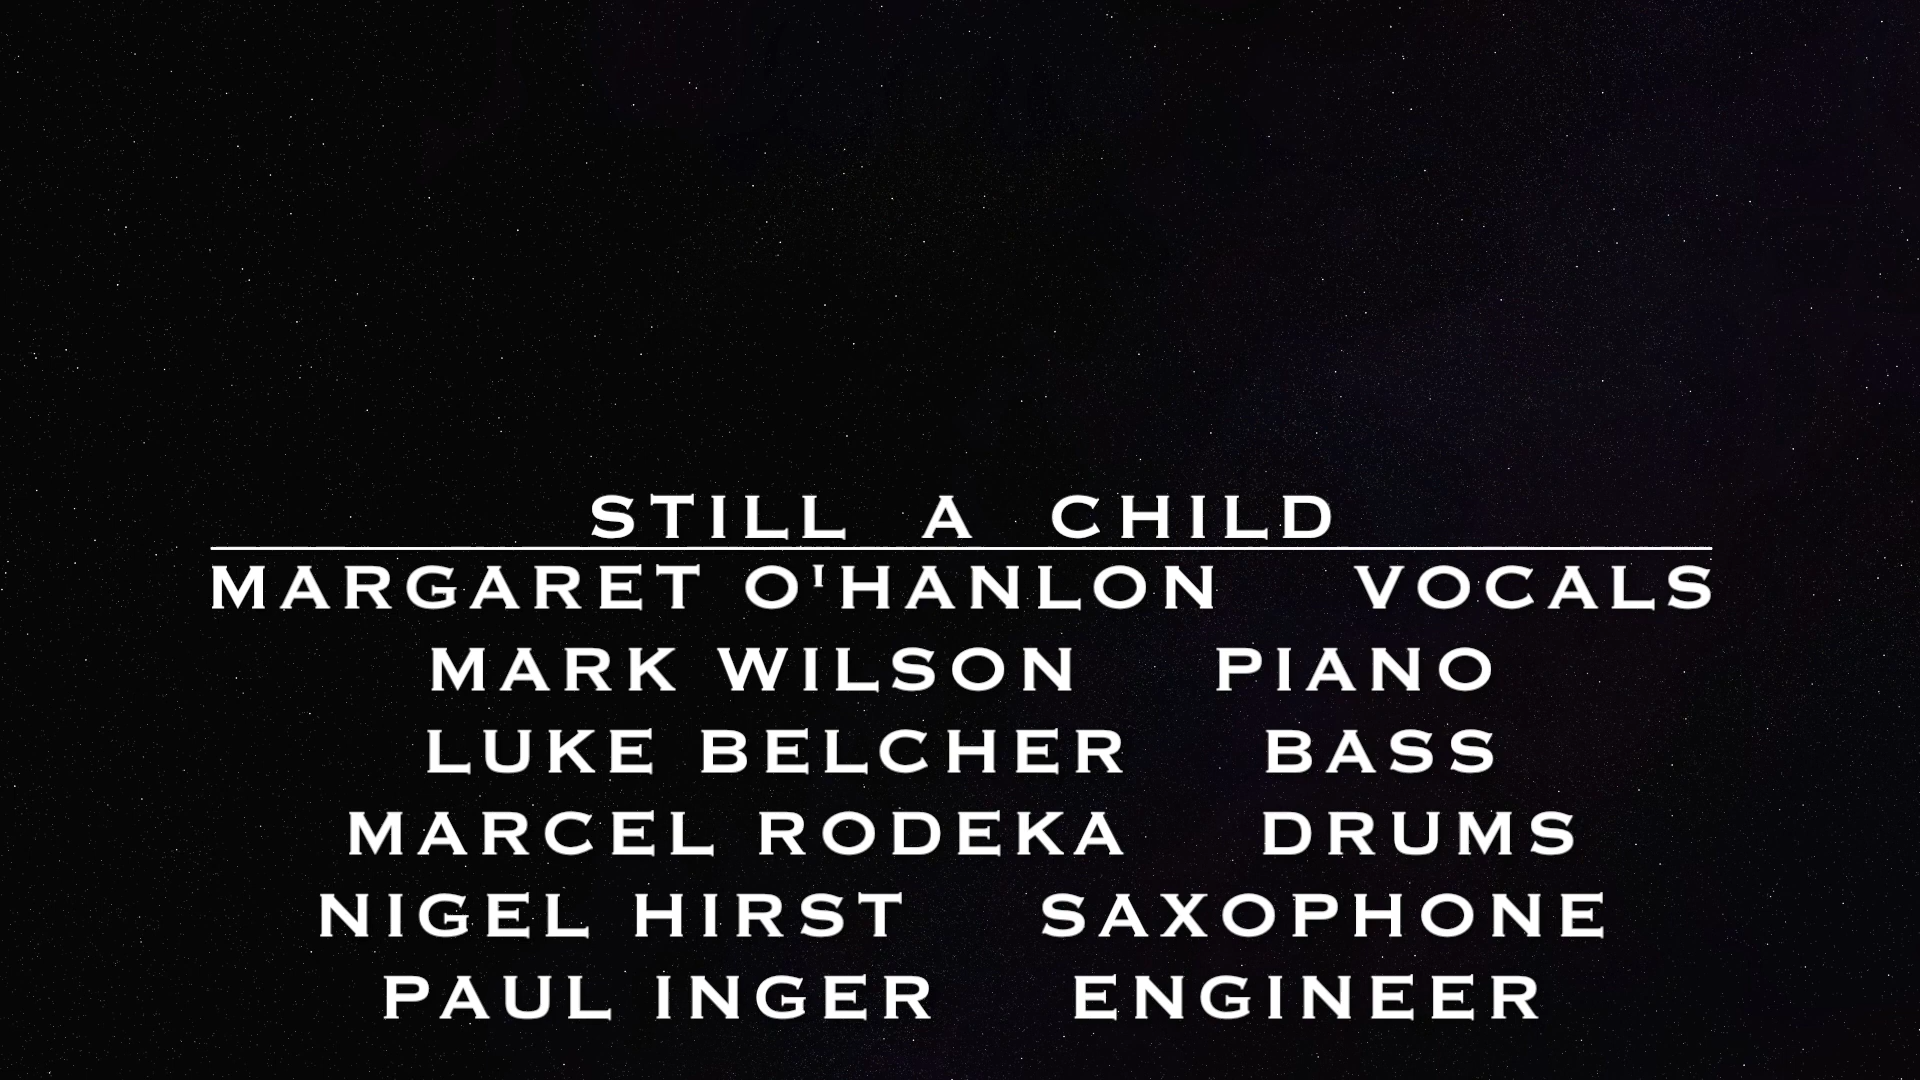 STILL A CHILD
MARGARET O'HANLON VOCALS
MARK WILSON PIANO
LUKE BELCHER BASS
MARCEL RODEKA DRUMS
NIGEL HIRST SAXOPHONE
PAUL INGER ENGINEER